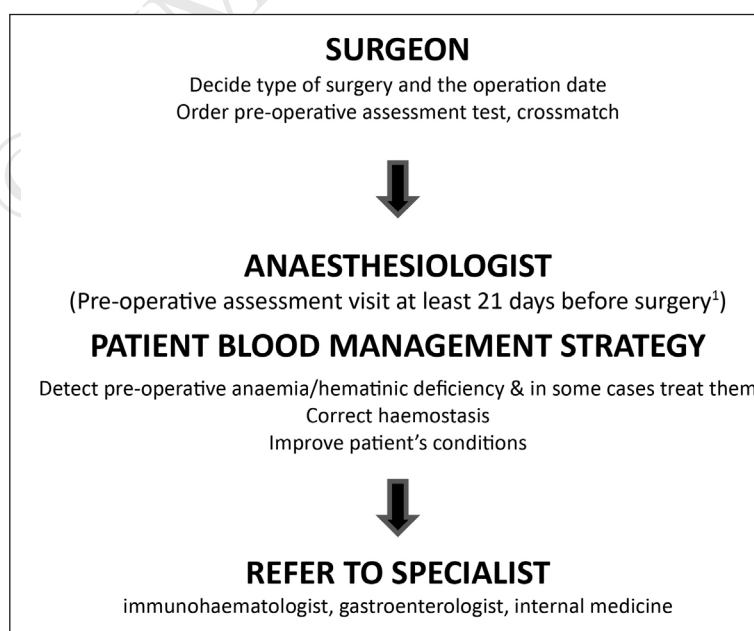 SURGEON
Decide type of surgery and the operation date
Order pre-operative assessment test, crossmatch
ANAESTHESIOLOGIST
(Pre-operative assessment visit at least 21 days before surgery¹)
PATIENT BLOOD MANAGEMENT STRATEGY
Detect pre-operative anaemia/hematinic deficiency & in some cases treat them
Correct haemostasis
Improve patient’s conditions
REFER TO SPECIALIST
immunohaematologist, gastroenterologist, internal medicine